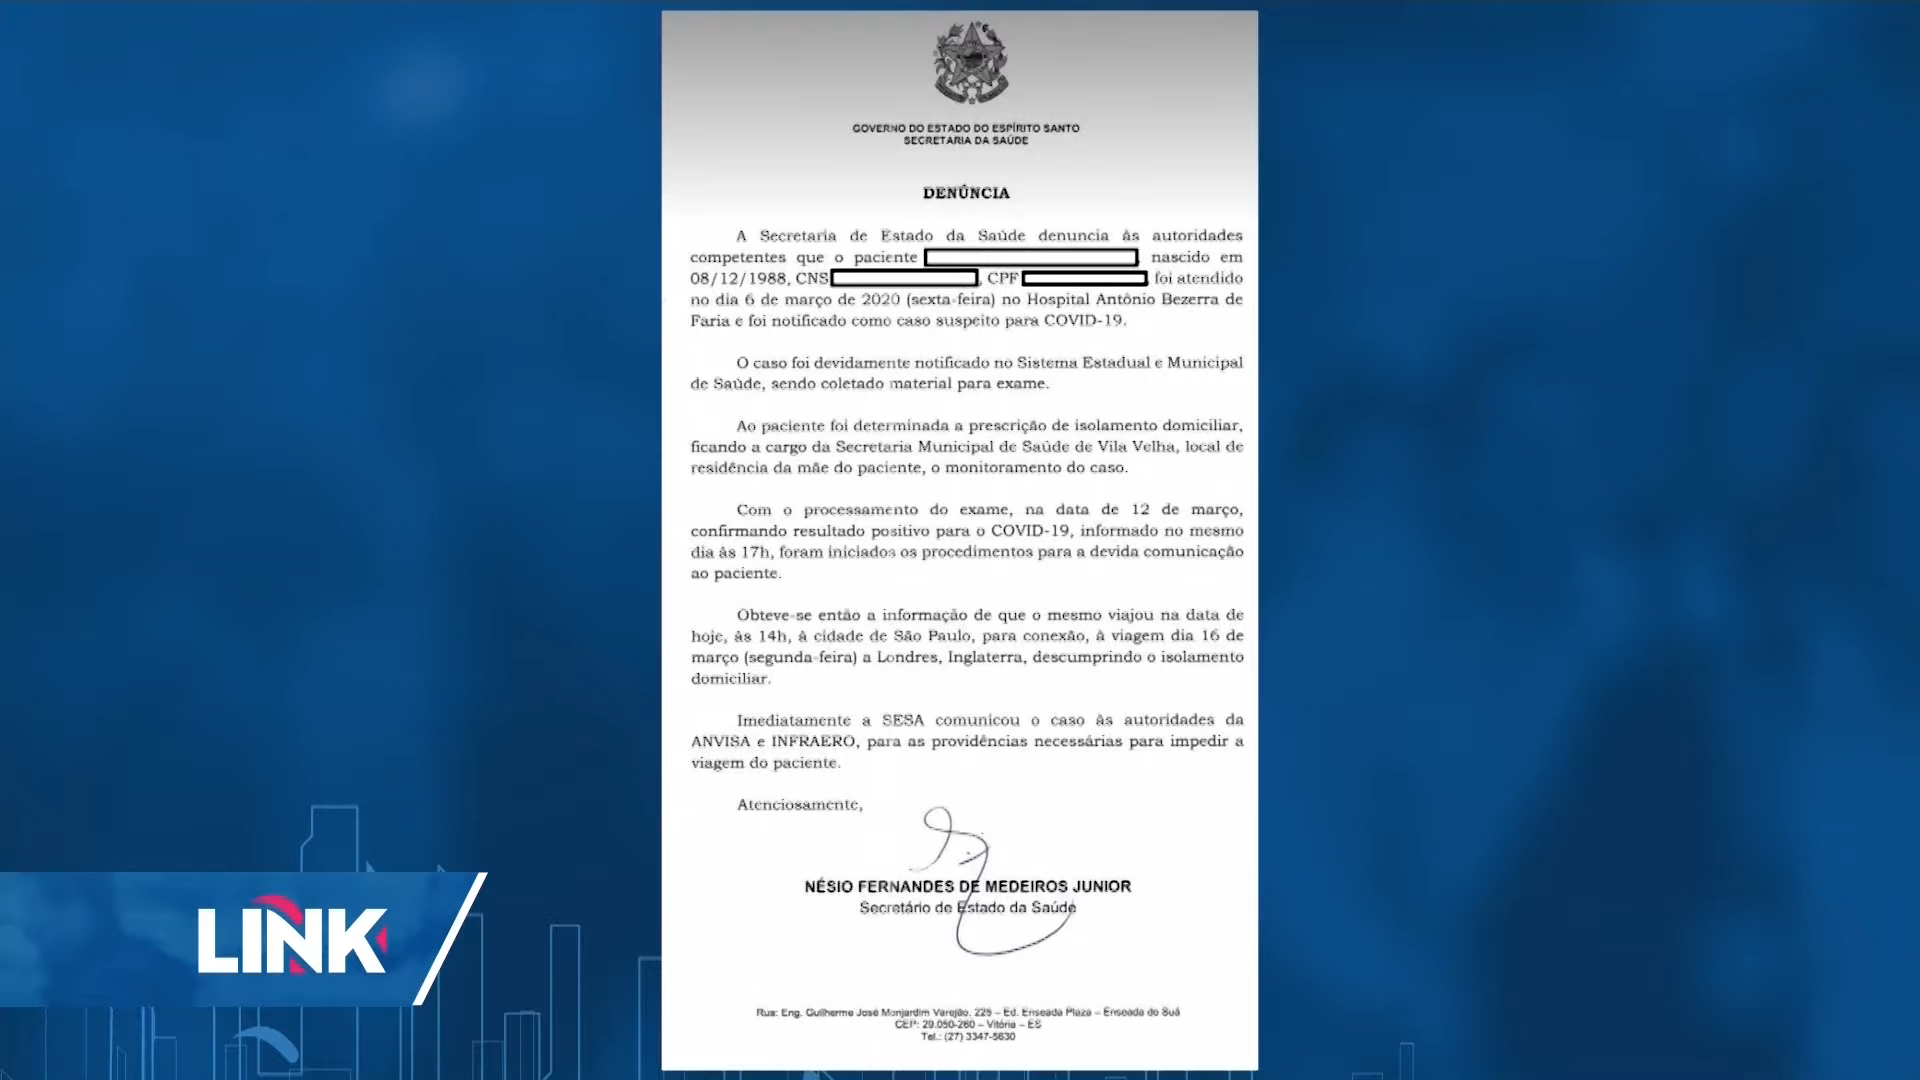 GOVERNO DO ESTADO DO ESPÍRITO SANTO
SECRETARIA DA SAÚDE
DENÚNCIA
A Secretaria de Estado da Saúde denuncia às autoridades
competentes que o paciente , nascido em
08/12/1988, CNS , CPF , foi atendido
no dia 6 de março de 2020 (sexta-feira) no Hospital Antônio Bezerra de
Faria e foi notificado como caso suspeito para COVID-19.
O caso foi devidamente notificado no Sistema Estadual e Municipal
de Saúde, sendo coletado material para exame.
Ao paciente foi determinada a prescrição de isolamento domiciliar,
ficando a cargo da Secretaria Municipal de Saúde de Vila Velha, local de
residência da mãe do paciente, o monitoramento do caso.
Com o processamento do exame, na data de 12 de março,
confirmando resultado positivo para o COVID-19, informado no mesmo
dia às 17h, foram iniciados os procedimentos para a devida comunicação
ao paciente.
Obteve-se então a informação de que o mesmo viajou na data de
hoje, às 14h, à cidade de São Paulo, para conexão, à viagem dia 16 de
março (segunda-feira) a Londres, Inglaterra, descumprindo o isolamento
domiciliar.
Imediatamente a SESA comunicou o caso às autoridades da
ANVISA e INFRAERO, para as providências necessárias para impedir a
viagem do paciente.
Atenciosamente,
NÉSIO FERNANDES DE MEDEIROS JUNIOR
Secretário de Estado da Saúde
Rua: Eng. Guilherme José Monjardim Varejão, 225 – Ed. Enseada Plaza – Enseada do Suá
CEP: 29.050-260 – Vitória – ES
Tel.: (27) 3347-5630
LINK